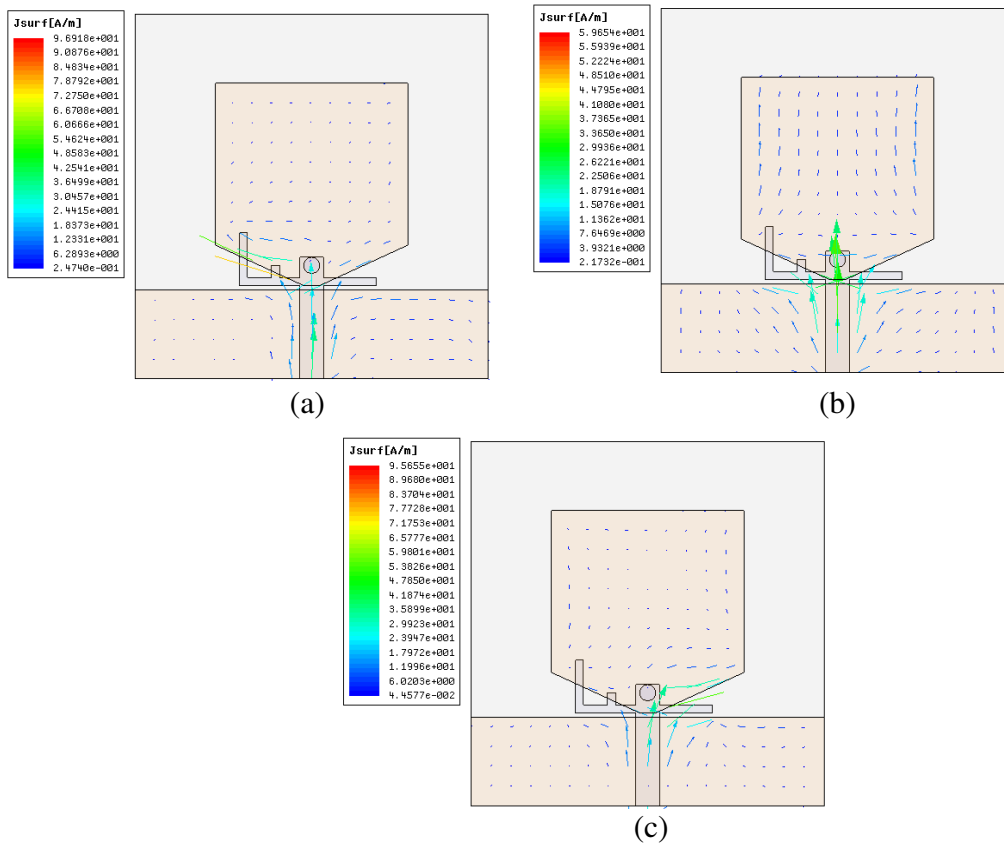 Jsurf[A/m]
9.6918e+001
9.0876e+001
8.4834e+001
7.8792e+001
7.2750e+001
6.6708e+001
6.0666e+001
5.4624e+001
4.8583e+001
4.2541e+001
3.6499e+001
3.0457e+001
2.4415e+001
1.8373e+001
1.2331e+001
6.2893e+000
2.4740e-001
(a)
Jsurf[A/m]
5.9654e+001
5.5939e+001
5.2224e+001
4.8510e+001
4.4795e+001
4.1080e+001
3.7365e+001
3.3650e+001
2.9936e+001
2.6221e+001
2.2506e+001
1.8791e+001
1.5076e+001
1.1362e+001
7.6469e+000
3.9321e+000
2.1732e-001
(b)
Jsurf[A/m]
9.5655e+001
8.9680e+001
8.3704e+001
7.7728e+001
7.1753e+001
6.5777e+001
5.9801e+001
5.3826e+001
4.7850e+001
4.1874e+001
3.5899e+001
2.9923e+001
2.3947e+001
1.7972e+001
1.1996e+001
6.0203e+000
4.4577e-002
(c)